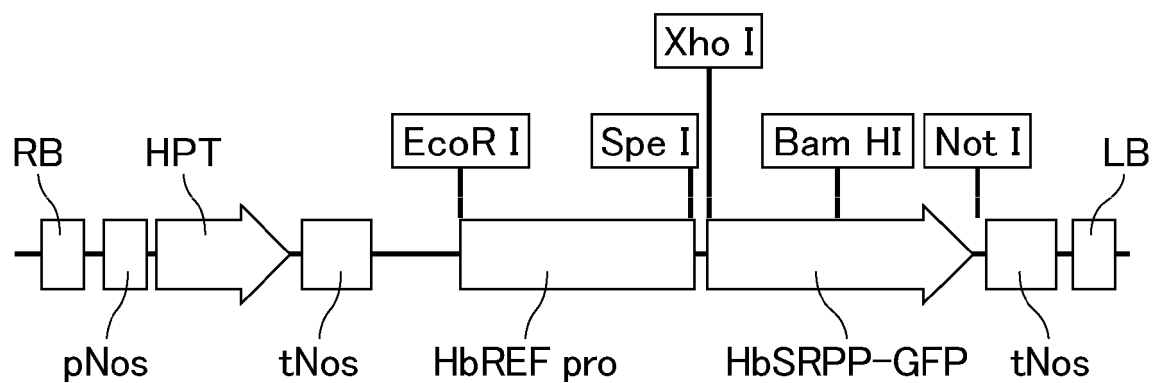 Xho I
RB HPT EcoR I Spe I Bam HI Not I LB
pNos tNos HbREF pro HbSRPP-GFP tNos